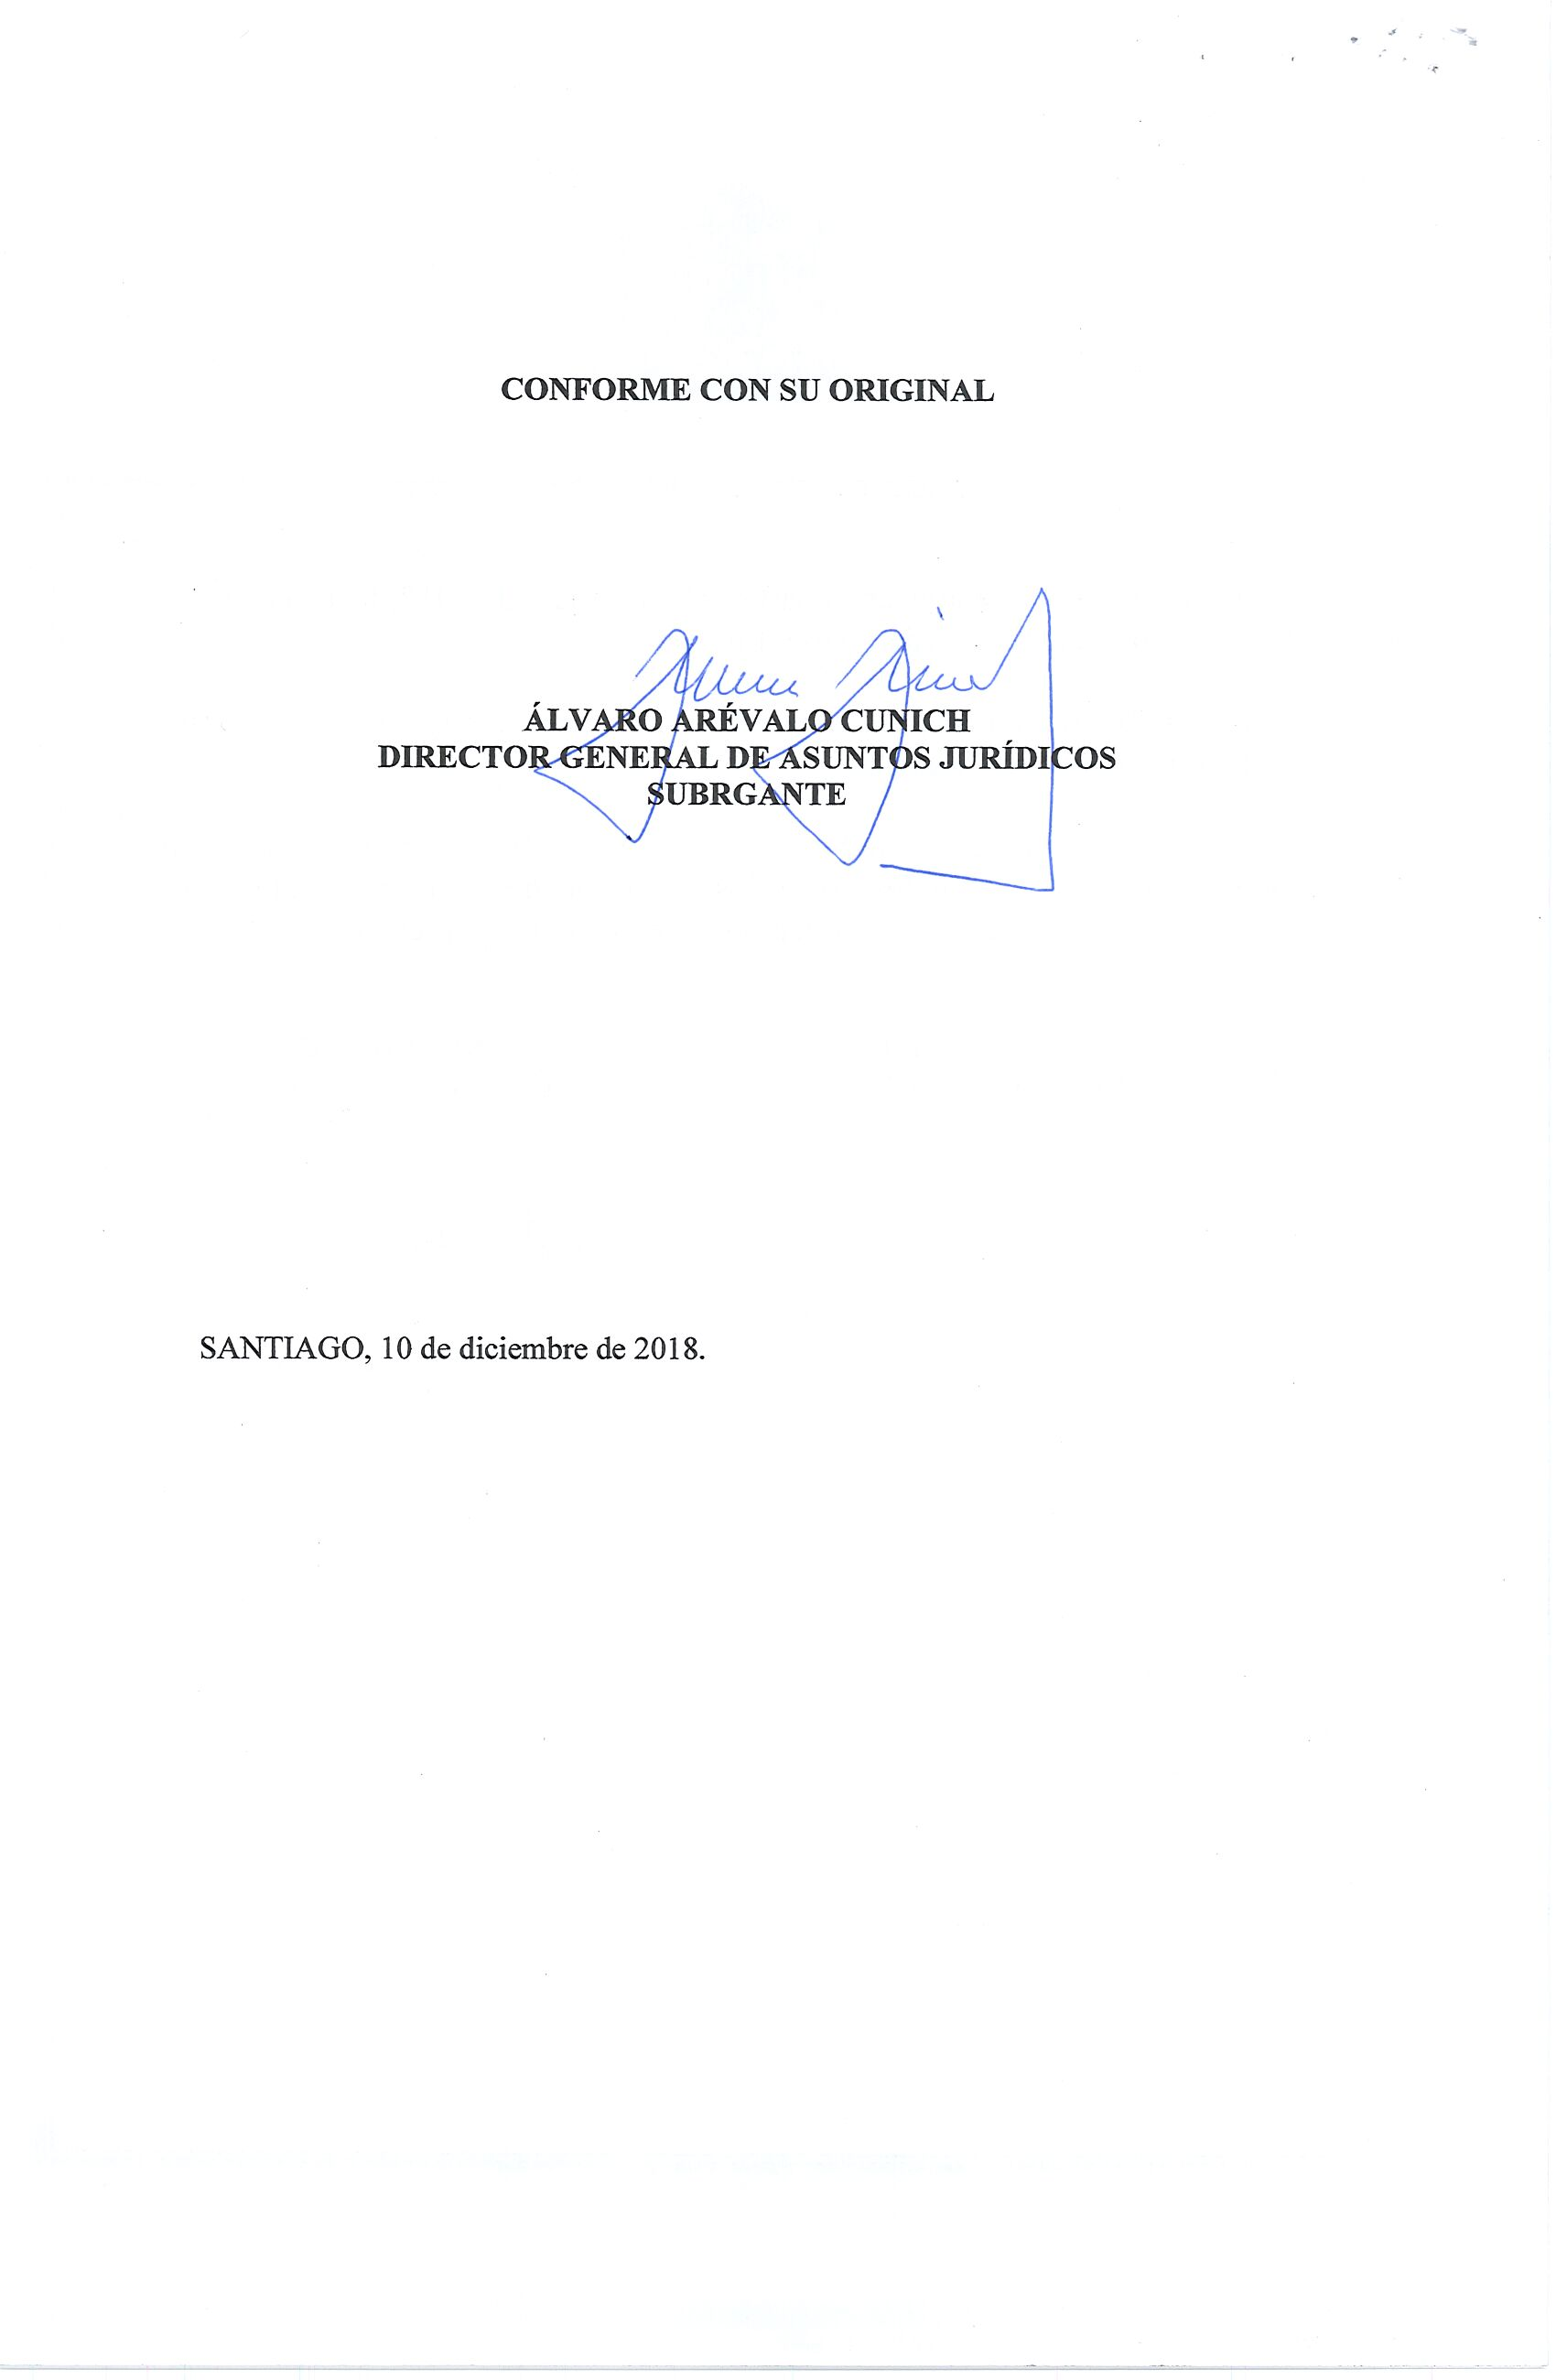 CONFORME CON SU ORIGINAL
ÁLVARO ARÉVALO CUNICH
DIRECTOR GENERAL DE ASUNTOS JURÍDICOS
SUBRGANTE
SANTIAGO, 10 de diciembre de 2018.